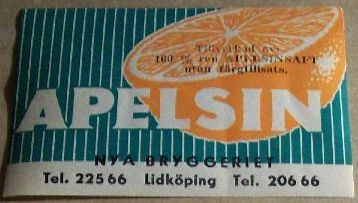 Tillverkad av
100 % ren APELSINSAFT
utan färgtillsats.
APELSIN
NYA BRYGGERIET
Tel. 225 66 Lidköping Tel. 206 66